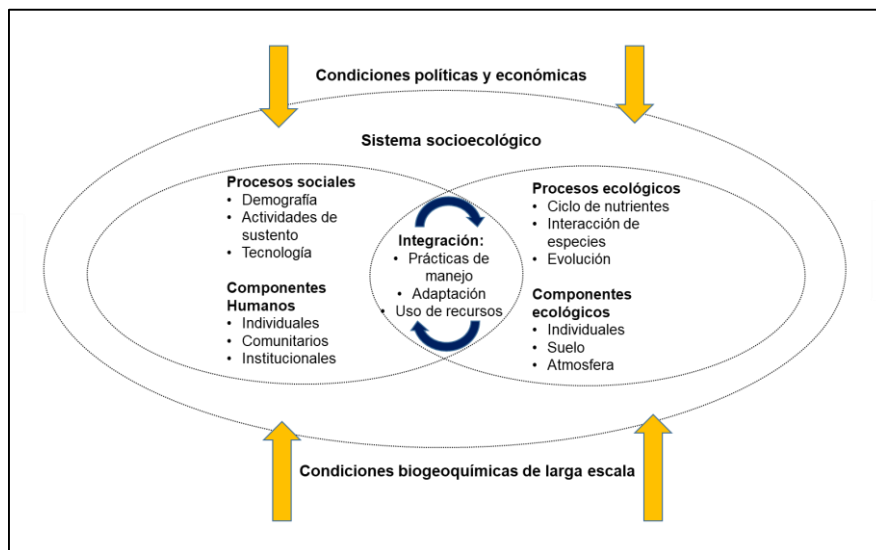 Condiciones políticas y económicas
Sistema socioecológico
Procesos sociales
• Demografía
• Actividades de
sustento
• Tecnología
Componentes
Humanos
• Individuales
• Comunitarios
• Institucionales
Integración:
• Prácticas de
manejo
• Adaptación
• Uso de recursos
Procesos ecológicos
• Ciclo de nutrientes
• Interacción de
especies
• Evolución
Componentes
ecológicos
• Individuales
• Suelo
• Atmosfera
Condiciones biogeoquímicas de larga escala